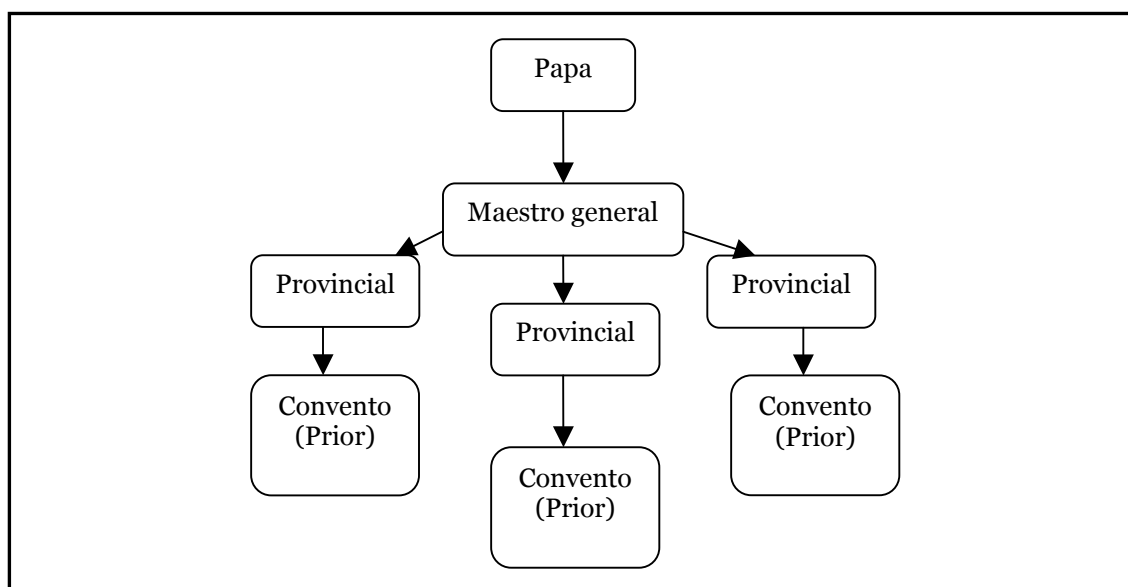 Papa
Maestro general
Provincial
Provincial
Provincial
Convento
(Prior)
Convento
(Prior)
Convento
(Prior)